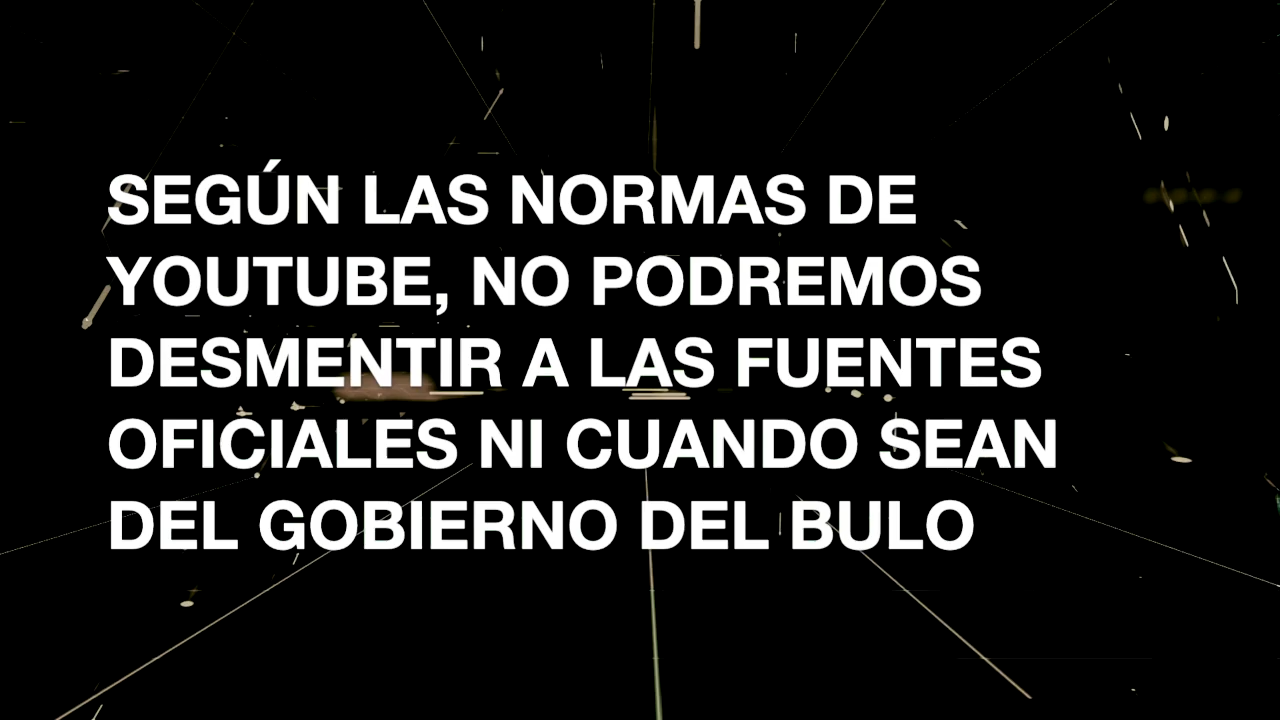 SEGÚN LAS NORMAS DE
YOUTUBE, NO PODREMOS
DESMENTIR A LAS FUENTES
OFICIALES NI CUANDO SEAN
DEL GOBIERNO DEL BULO